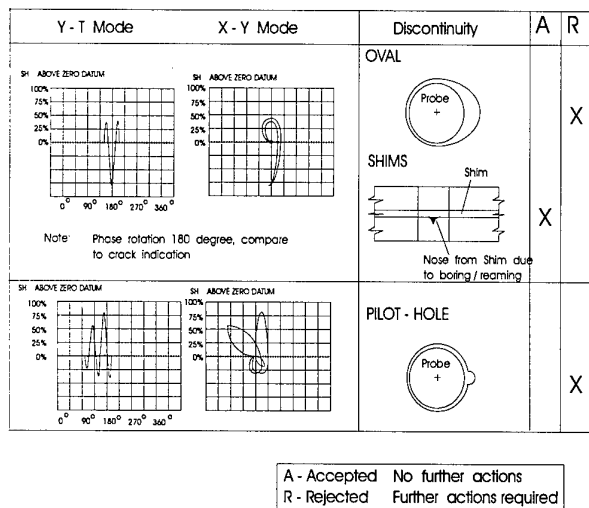 Y - T Mode X - Y Mode Discontinuity A R
SH ABOVE ZERO DATUM
100%
75%
50%
25%
0%
0° 90° 180° 270° 360°
SH ABOVE ZERO DATUM
100%
75%
50%
25%
0%
Note: Phase rotation 180 degree, compare
to crack indication
OVAL
Probe
+
X
SHIMS
Shim
X
Nose from Shim due
to boring / reaming
SH ABOVE ZERO DATUM
100%
75%
50%
25%
0%
0° 90° 180° 270° 360°
SH ABOVE ZERO DATUM
100%
75%
50%
25%
0%
PILOT - HOLE
Probe
+
X
A - Accepted No further actions
R - Rejected Further actions required